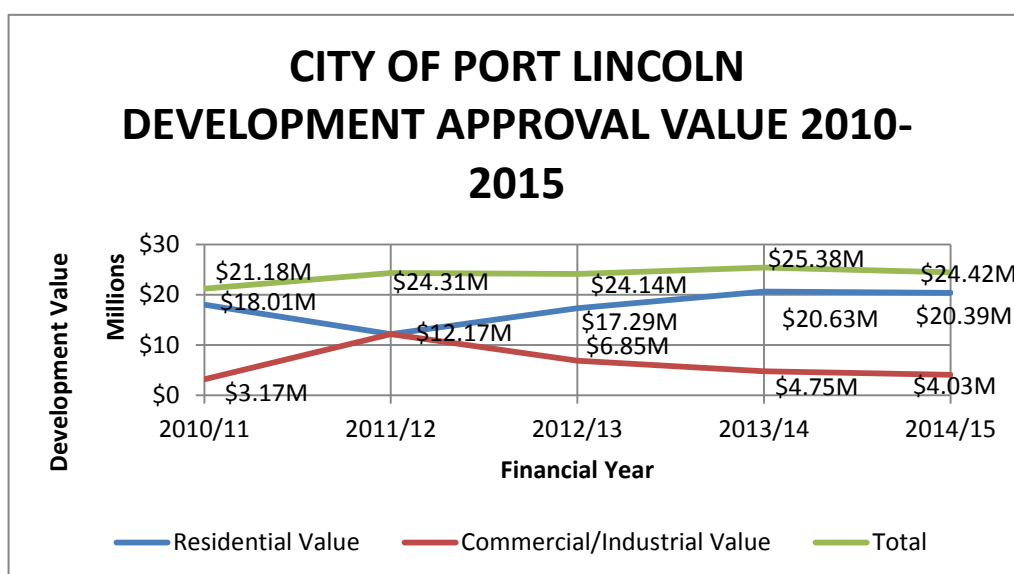 CITY OF PORT LINCOLN
DEVELOPMENT APPROVAL VALUE 2010-
2015
Development Value
Millions
$30
$20
$10
$0
$21.18M
$24.31M
$24.14M
$25.38M
$24.42M
$18.01M
$12.17M
$17.29M
$20.63M
$20.39M
$3.17M
$6.85M
$4.75M
$4.03M
2010/11
2011/12
2012/13
2013/14
2014/15
Financial Year
Residential Value
Commercial/Industrial Value
Total